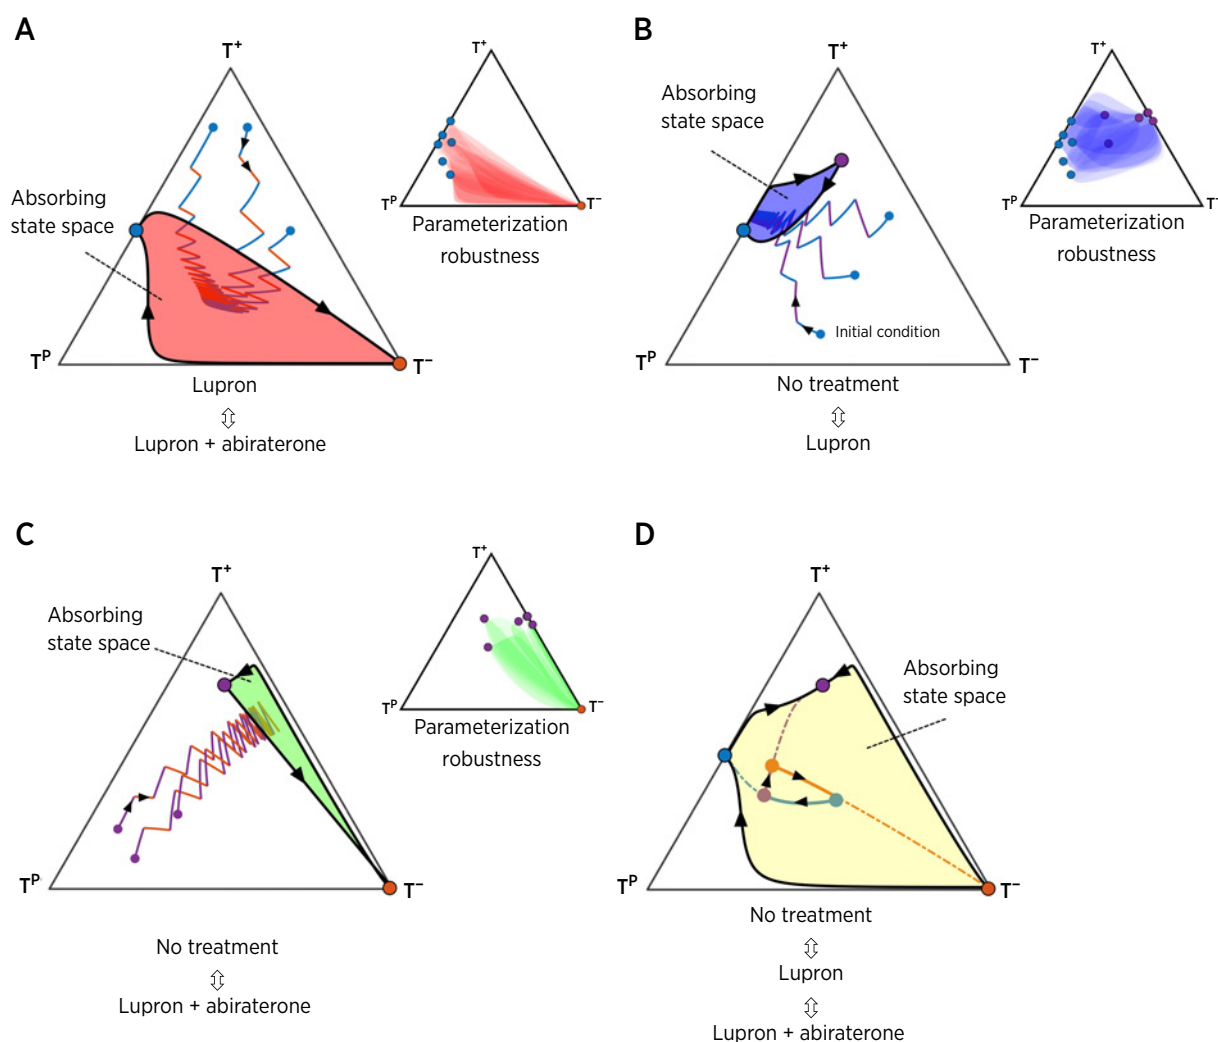 A
T⁺
Absorbing
state space
Tᴾ
T⁻
Lupron
⇳
Lupron + abiraterone
T⁺
Tᴾ
T⁻
Parameterization
robustness
B
T⁺
Absorbing
state space
Initial condition
Tᴾ
T⁻
No treatment
⇳
Lupron
T⁺
Tᴾ
T⁻
Parameterization
robustness
C
T⁺
Absorbing
state space
Tᴾ
T⁻
No treatment
⇳
Lupron + abiraterone
T⁺
Tᴾ
T⁻
Parameterization
robustness
D
T⁺
Absorbing
state space
Tᴾ
T⁻
No treatment
⇳
Lupron
⇳
Lupron + abiraterone